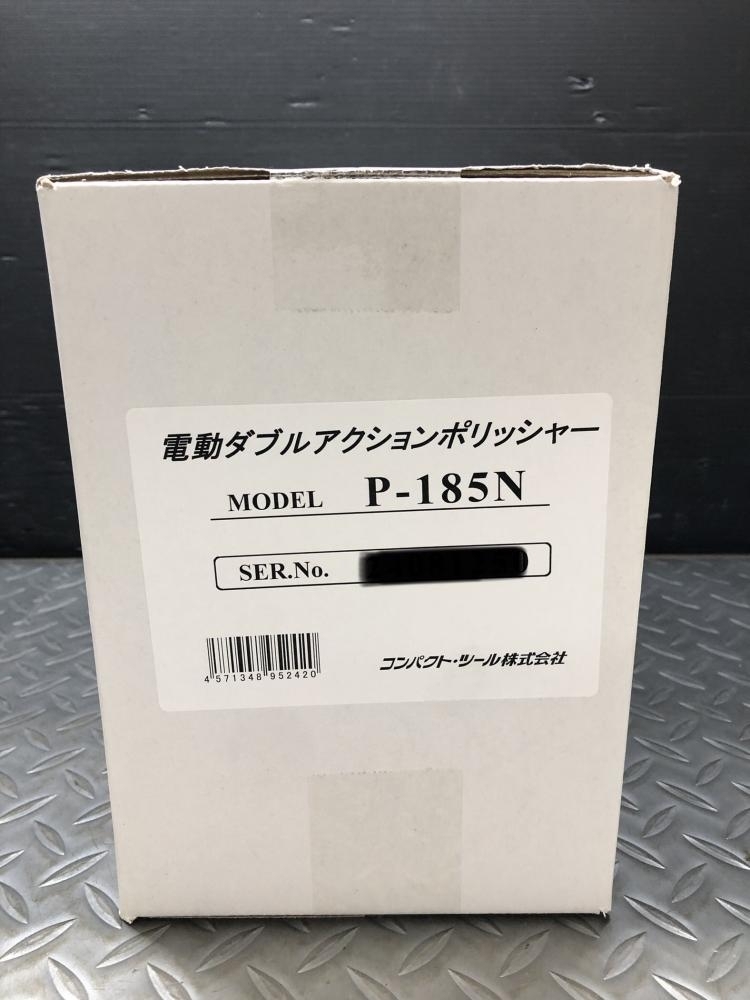 電動ダブルアクションポリッシャー
MODEL P-185N
SER.No.
4 571348 952420
コンパクト・ツール株式会社